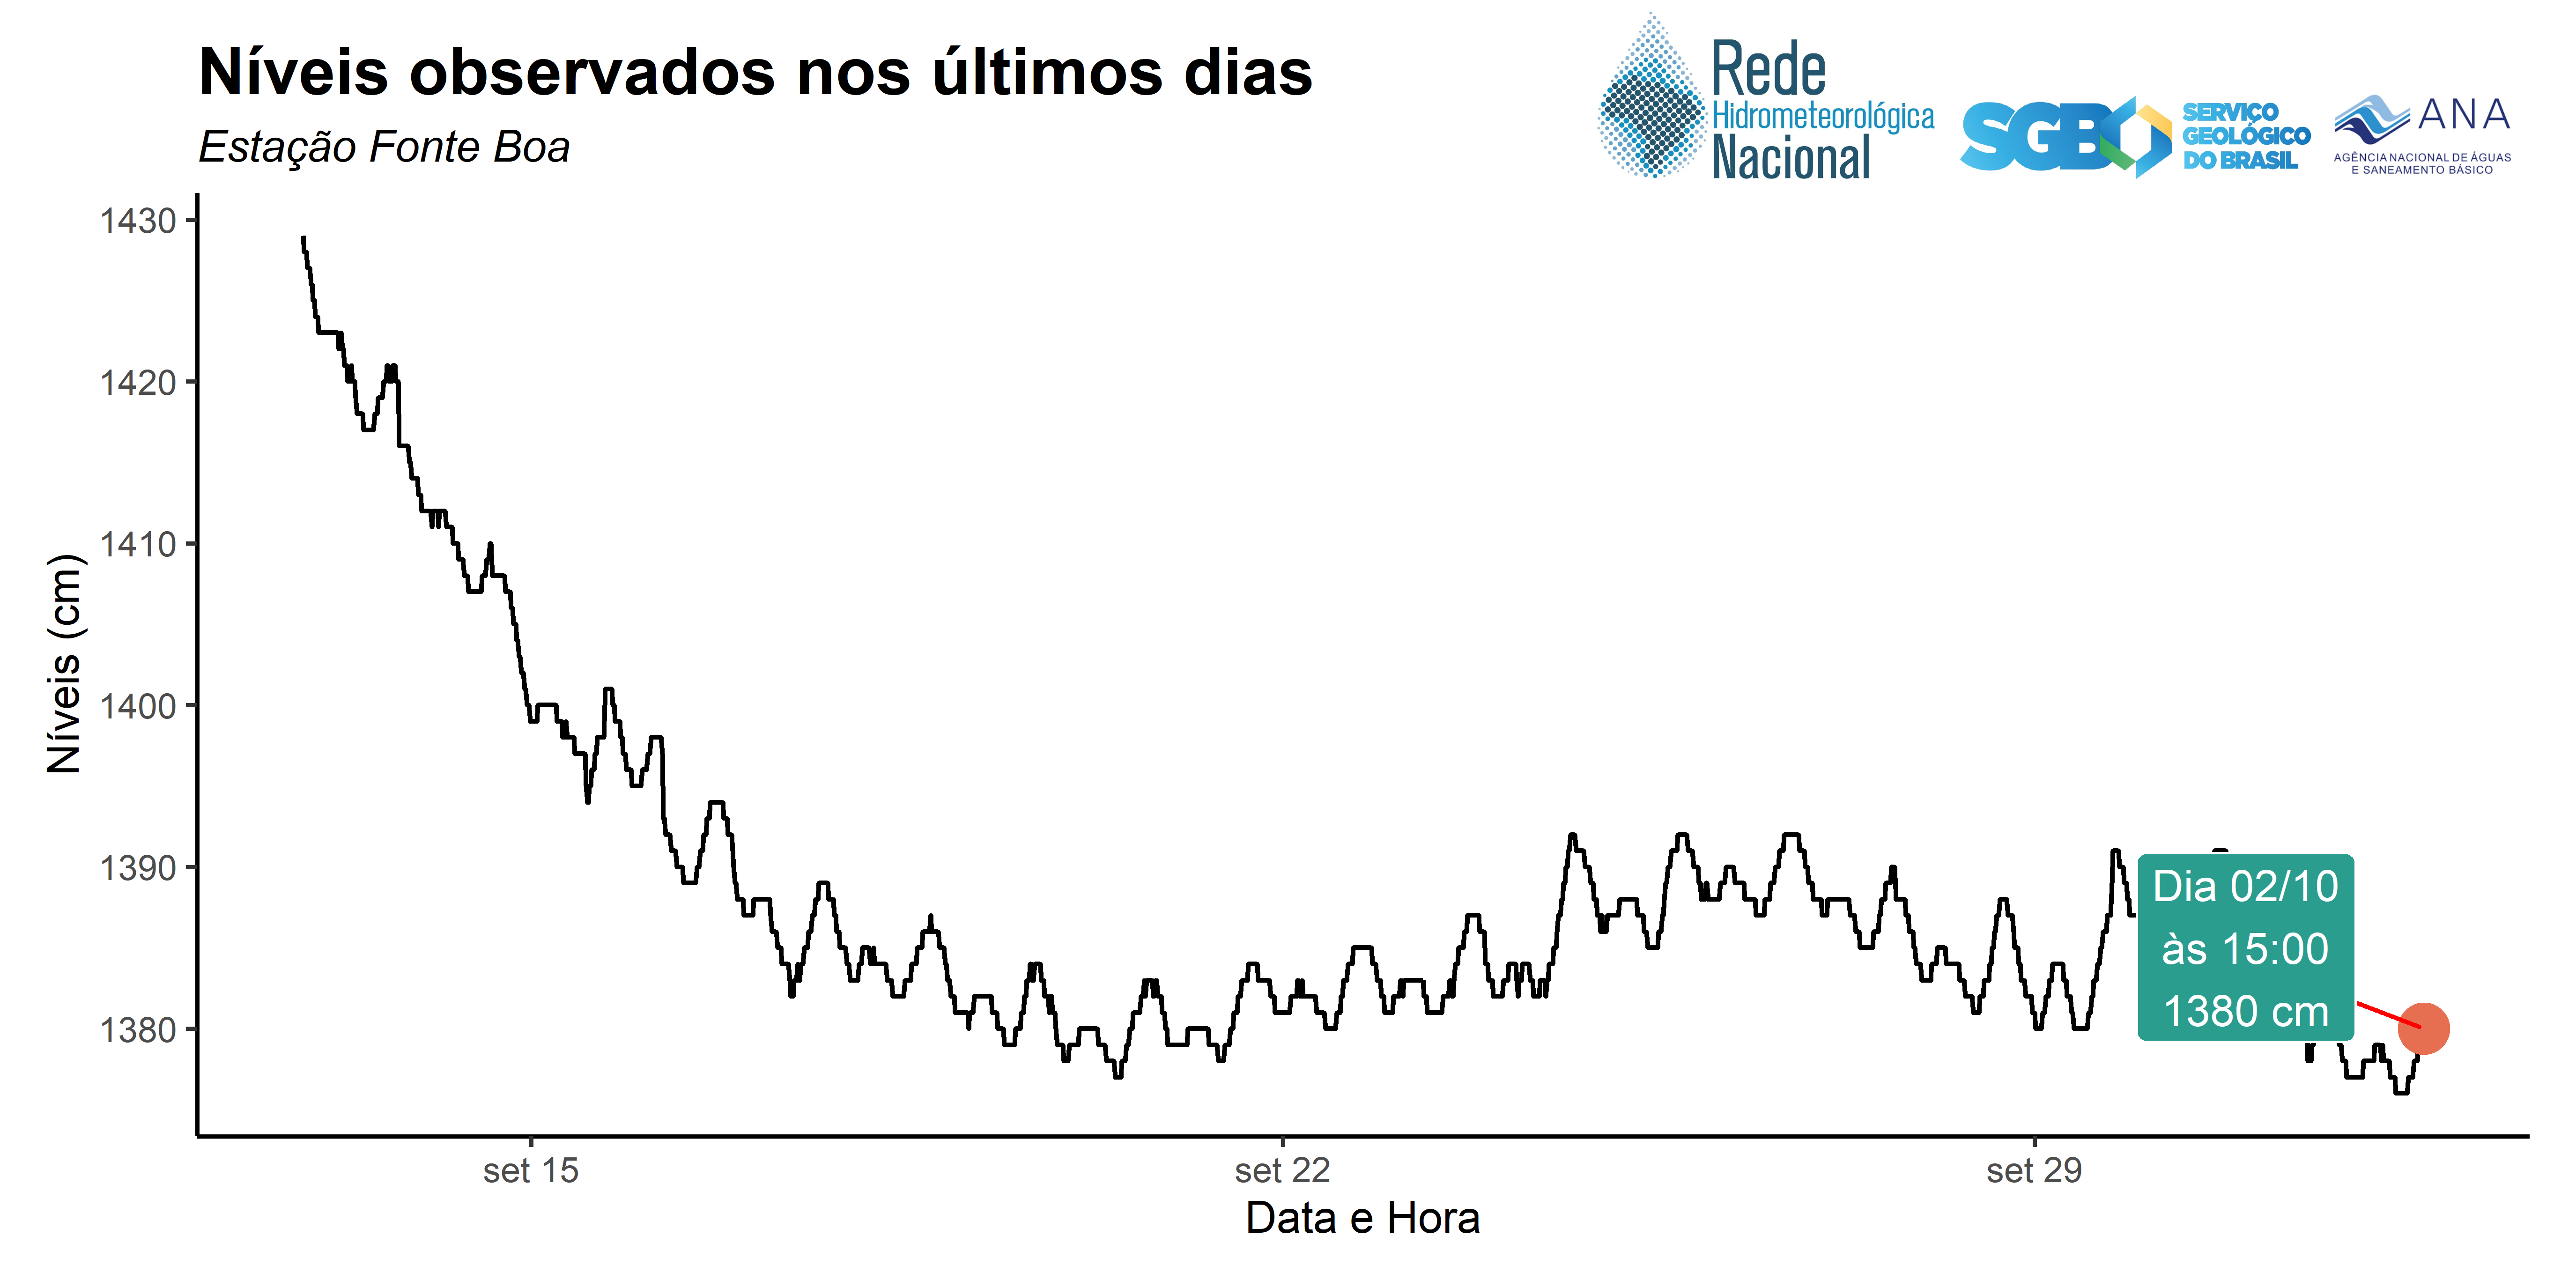 Níveis observados nos últimos dias
Estação Fonte Boa
Rede
Hidrometeorológica
Nacional
SGB
SERVIÇO
GEOLÓGICO
DO BRASIL
ANA
AGÊNCIA NACIONAL DE ÁGUAS
E SANEAMENTO BÁSICO
Níveis (cm)
1430
1420
1410
1400
1390
1380
Dia 02/10
às 15:00
1380 cm
set 15
set 22
set 29
Data e Hora